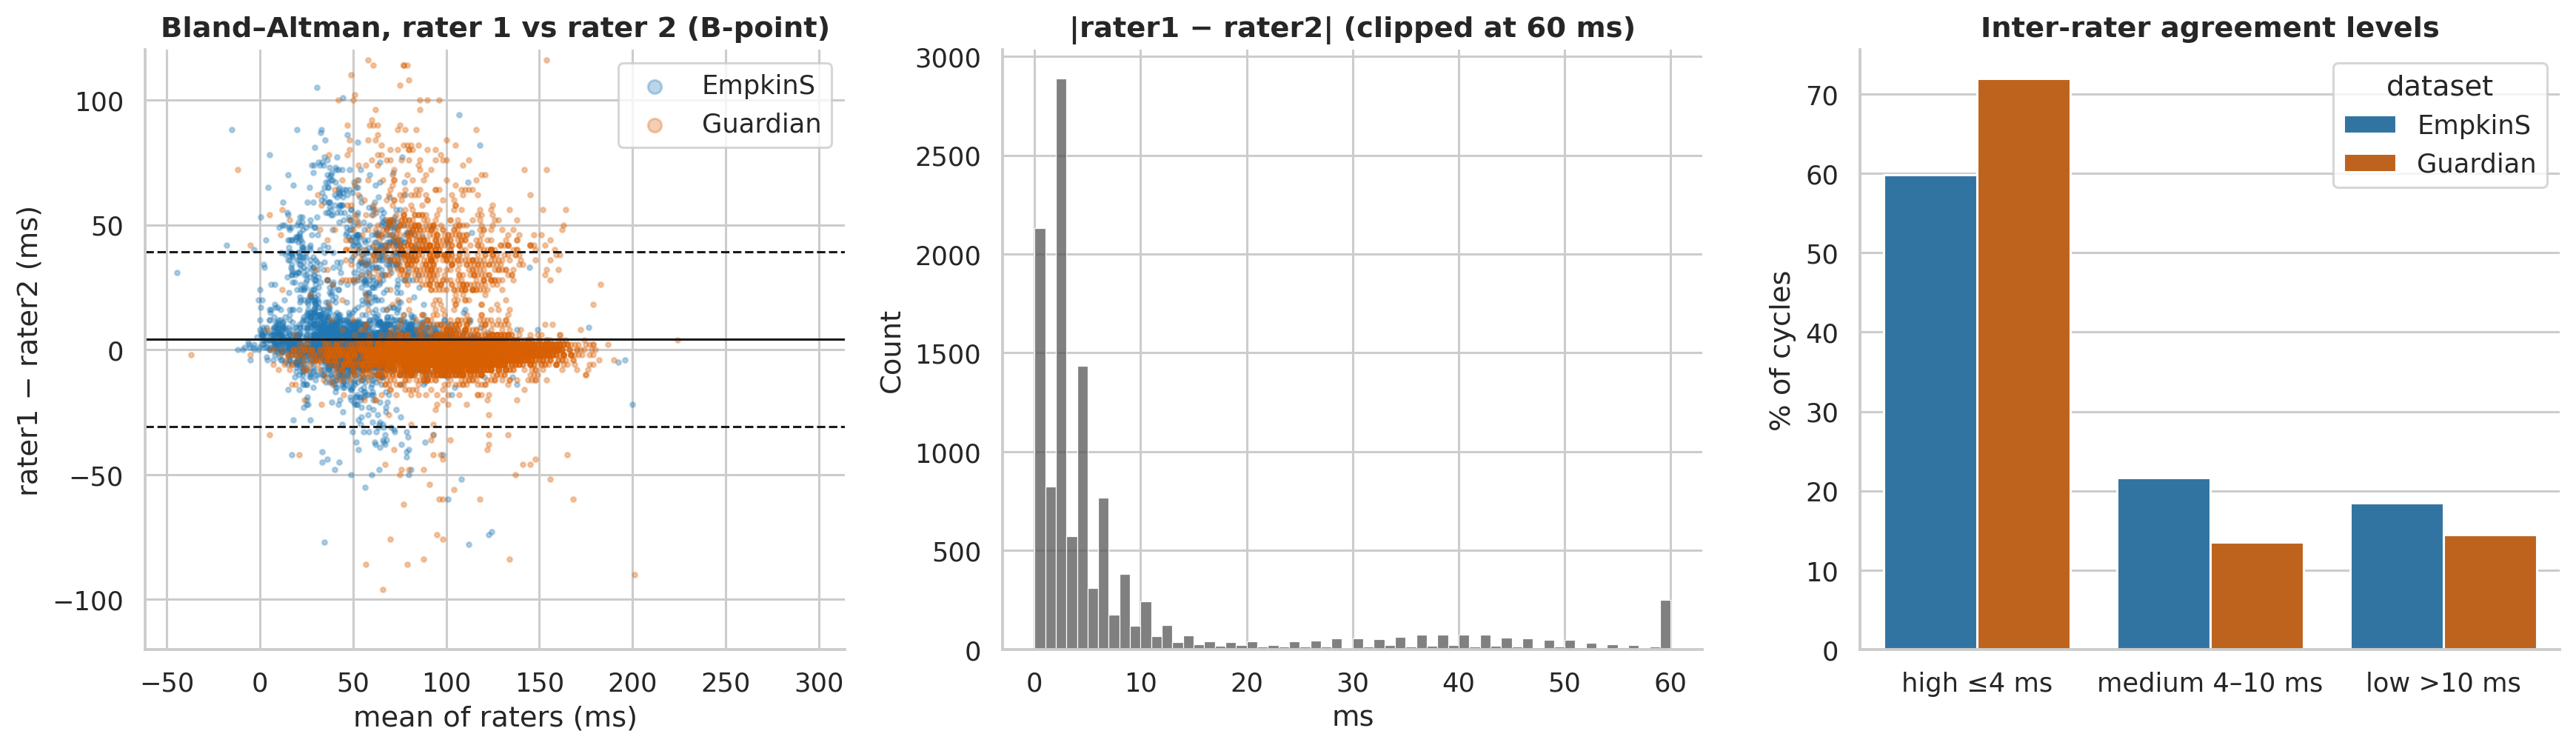 Bland–Altman, rater 1 vs rater 2 (B-point)
EmpkinS
Guardian
100
50
0
−50
−100
rater1 − rater2 (ms)
−50 0 50 100 150 200 250 300
mean of raters (ms)
|rater1 − rater2| (clipped at 60 ms)
3000
2500
2000
1500
1000
500
0
Count
0 10 20 30 40 50 60
ms
Inter-rater agreement levels
dataset
EmpkinS
Guardian
70
60
50
40
30
20
10
0
% of cycles
high ≤4 ms medium 4–10 ms low >10 ms